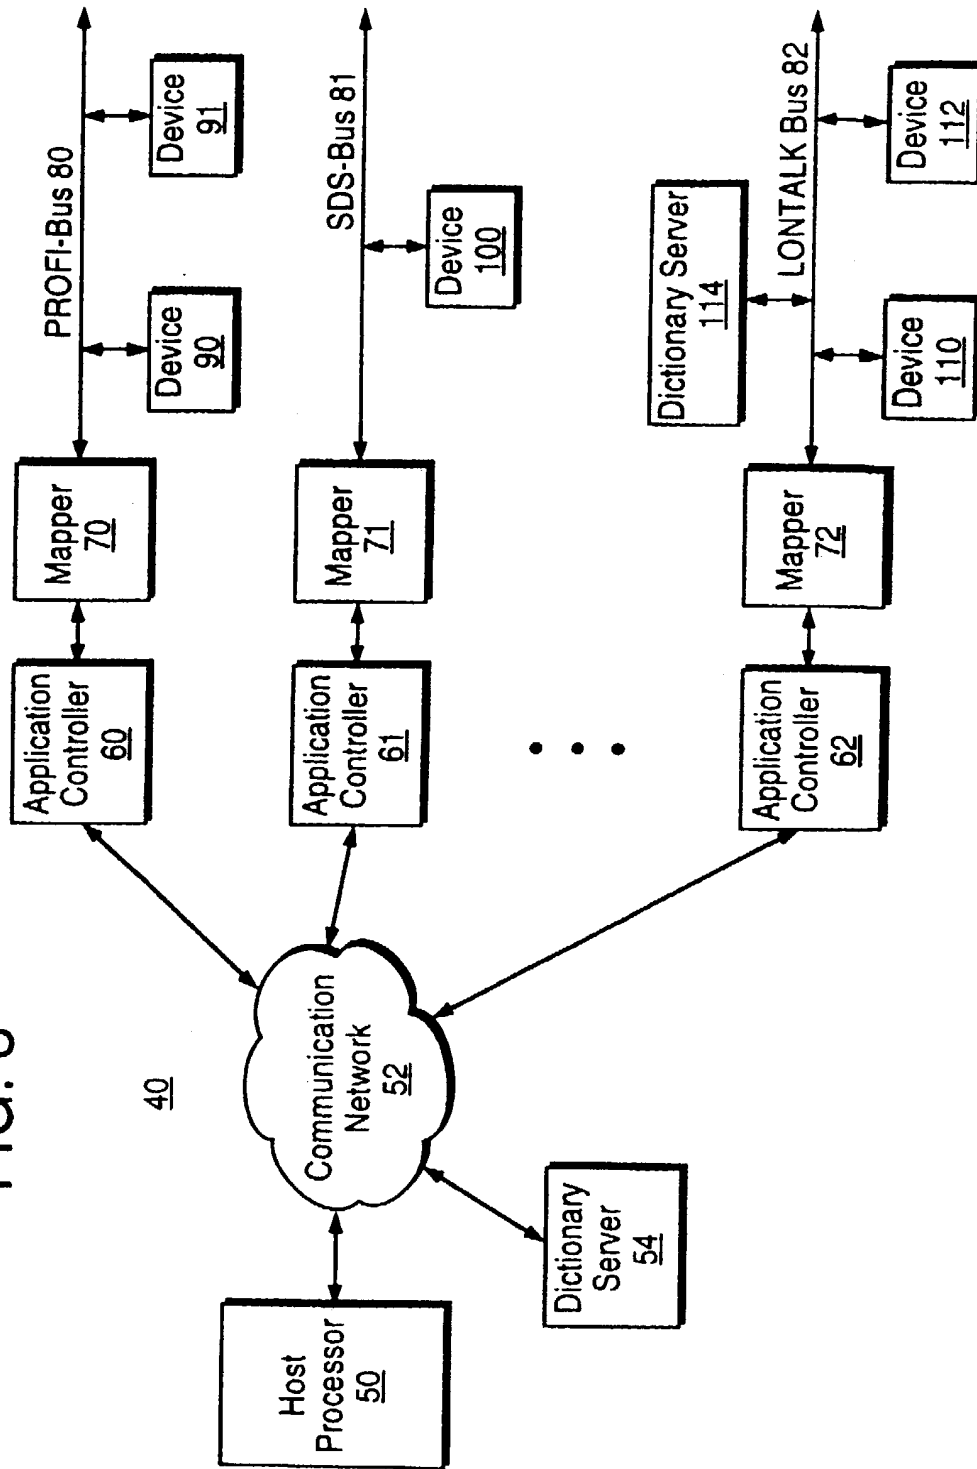 FIG.
40
Host
Processor
50
Communication
Network
52
Dictionary
Server
54
Application
Controller
60
Mapper
70
PROFI-Bus 80
Device
90
Device
91
Application
Controller
61
Mapper
71
SDS-Bus 81
Device
100
Dictionary Server
114
Application
Controller
62
Mapper
72
LONTALK Bus 82
Device
110
Device
112